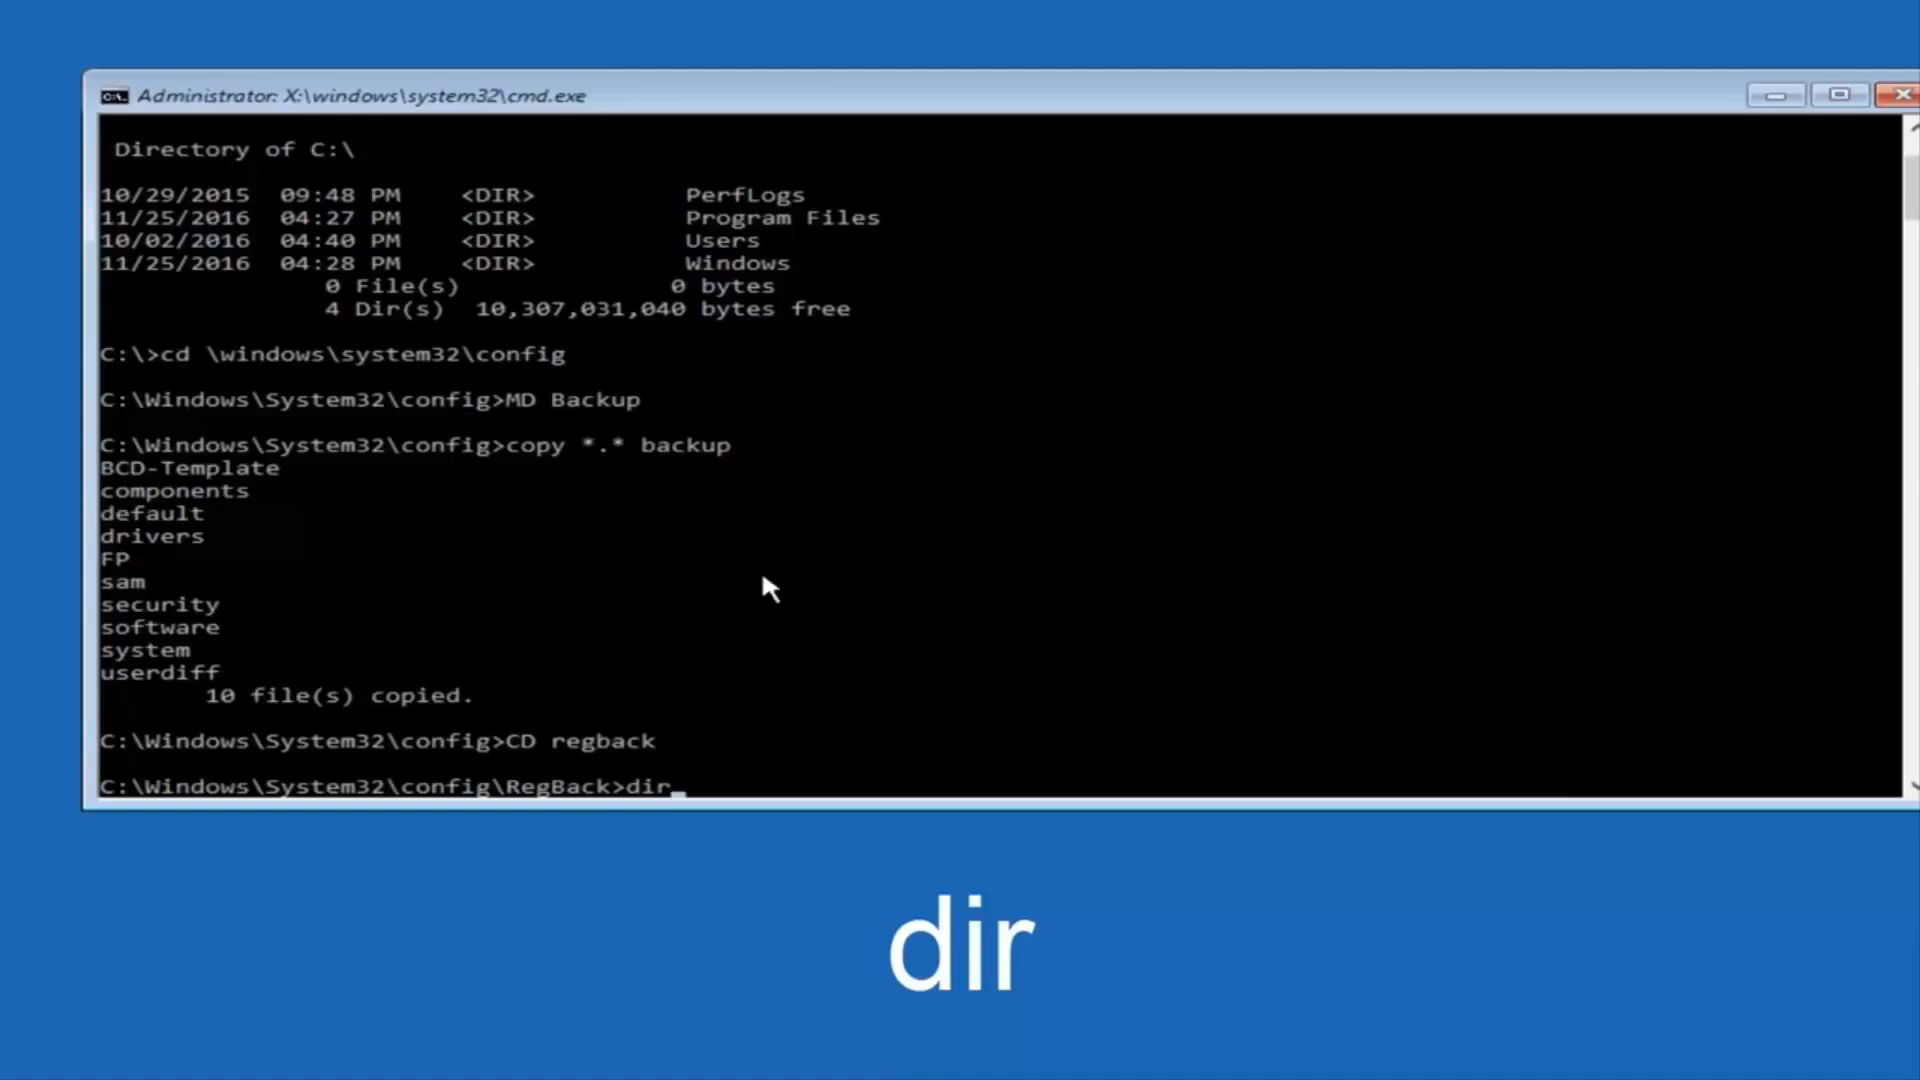 Administrator: X:\windows\system32\cmd.exe
Directory of C:\
10/29/2015  09:48 PM    <DIR>          PerfLogs
11/25/2016  04:27 PM    <DIR>          Program Files
10/02/2016  04:40 PM    <DIR>          Users
11/25/2016  04:28 PM    <DIR>          Windows
0 File(s)              0 bytes
4 Dir(s)  10,307,031,040 bytes free
C:\>cd \windows\system32\config
C:\Windows\System32\config>MD Backup
C:\Windows\System32\config>copy *.* backup
BCD-Template
components
default
drivers
FP
sam
security
software
system
userdiff
10 file(s) copied.
C:\Windows\System32\config>CD regback
C:\Windows\System32\config\RegBack>dir_
dir